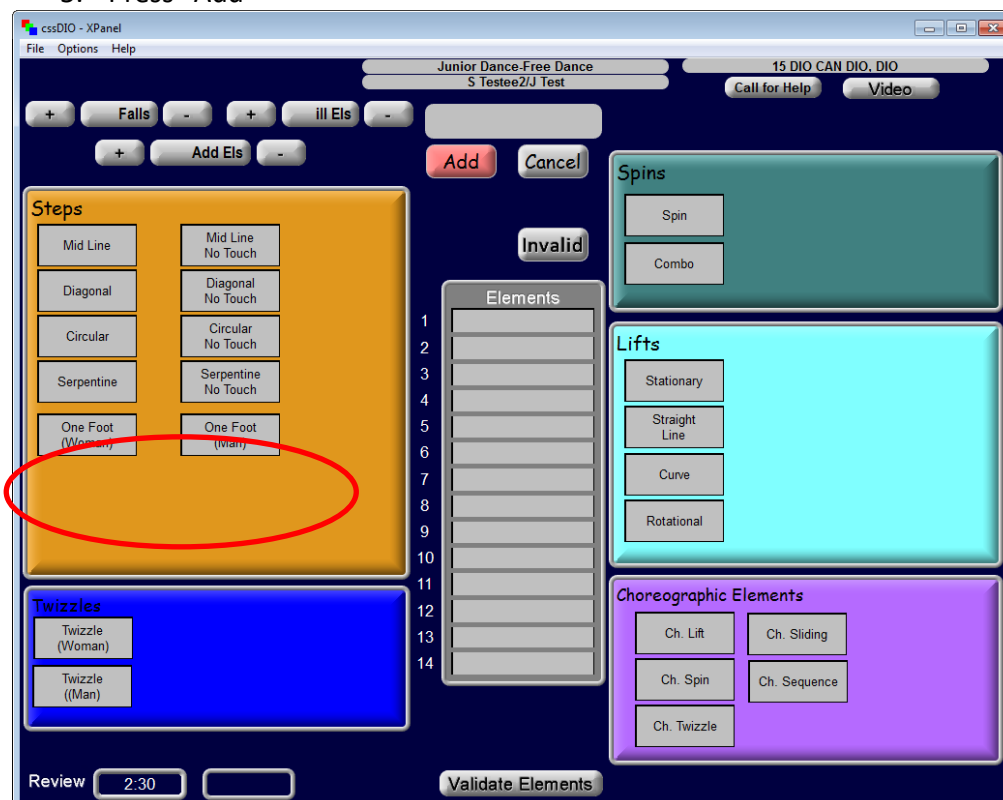 3. Press "Add"
cssDIO - XPanel
File Options Help
Junior Dance-Free Dance
15 DIO CAN DIO, DIO
S Testee2/J Test
Call for Help
Video
+ Falls - + ill Els -
+ Add Els -
Add
Cancel
Invalid
Steps
Mid Line
Mid Line
No Touch
Diagonal
Diagonal
No Touch
Circular
Circular
No Touch
Serpentine
Serpentine
No Touch
One Foot
(Woman)
One Foot
(Man)
Twizzles
Twizzle
(Woman)
Twizzle
((Man)
Elements
1
2
3
4
5
6
7
8
9
10
11
12
13
14
Spins
Spin
Combo
Lifts
Stationary
Straight
Line
Curve
Rotational
Choreographic Elements
Ch. Lift
Ch. Sliding
Ch. Spin
Ch. Sequence
Ch. Twizzle
Review 2:30
Validate Elements